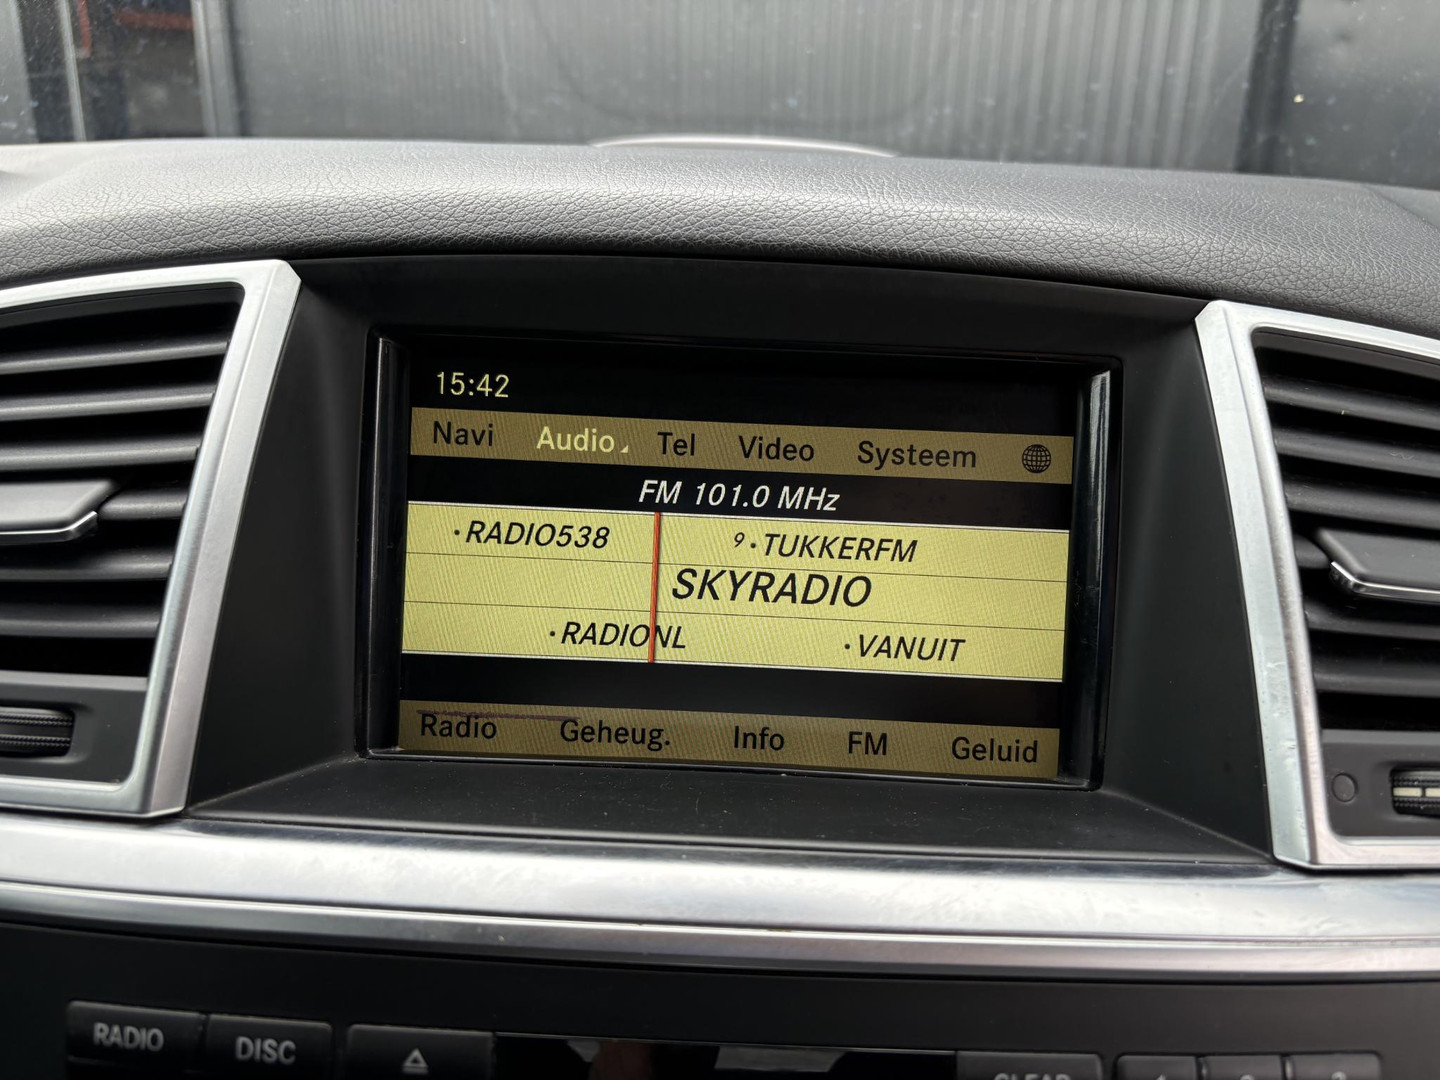 15:42
Navi Audio Tel Video Systeem
FM 101.0 MHz
·RADIO538 9·TUKKERFM
SKYRADIO
·RADIONL ·VANUIT
Radio Geheug. Info FM Geluid
RADIO DISC